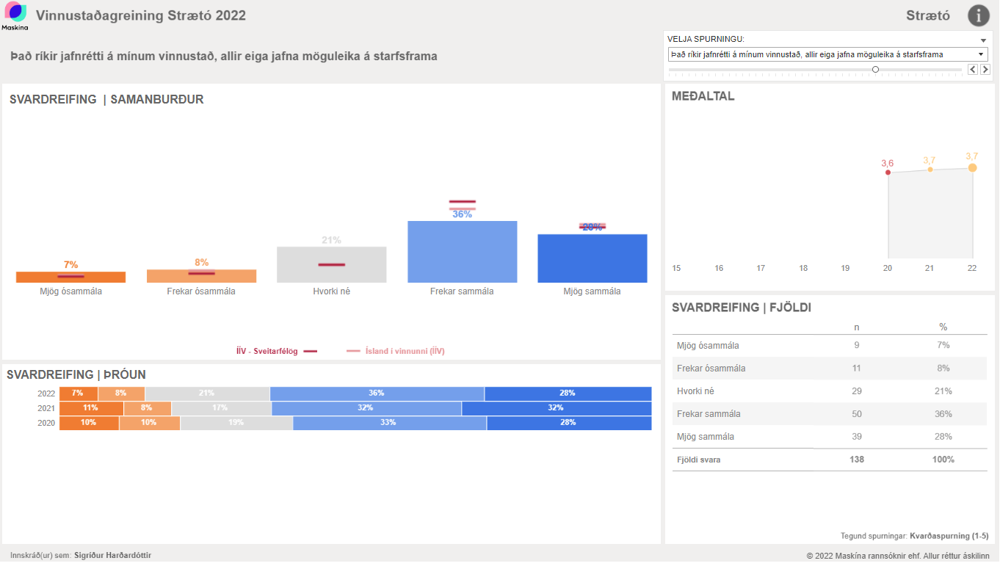 Maskína
Vinnustaðagreining Strætó 2022
Strætó
i
Það ríkir jafnrétti á mínum vinnustað, allir eiga jafna möguleika á starfsframa
VELJA SPURNINGU:
Það ríkir jafnrétti á mínum vinnustað, allir eiga jafna möguleika á starfsframa
SVARDREIFING | SAMANBURÐUR
36%
21%
8%
7%
Mjög ósammála
Frekar ósammála
Hvorki né
Frekar sammála
Mjög sammála
ÍÍV - Sveitarfélög
Ísland í vinnunni (ÍÍV)
SVARDREIFING | ÞRÓUN
2022 7% 8% 21% 36% 28%
2021 11% 8% 17% 32% 32%
2020 10% 10% 19% 33% 28%
MEÐALTAL
3,6 3,7 3,7
15 16 17 18 19 20 21 22
SVARDREIFING | FJÖLDI
n %
Mjög ósammála 9 7%
Frekar ósammála 11 8%
Hvorki né 29 21%
Frekar sammála 50 36%
Mjög sammála 39 28%
Fjöldi svara 138 100%
Tegund spurningar: Kvarðaspurning (1-5)
Innskráð(ur) sem: Sigríður Harðardóttir
© 2022 Maskína rannsóknir ehf. Allur réttur áskilinn